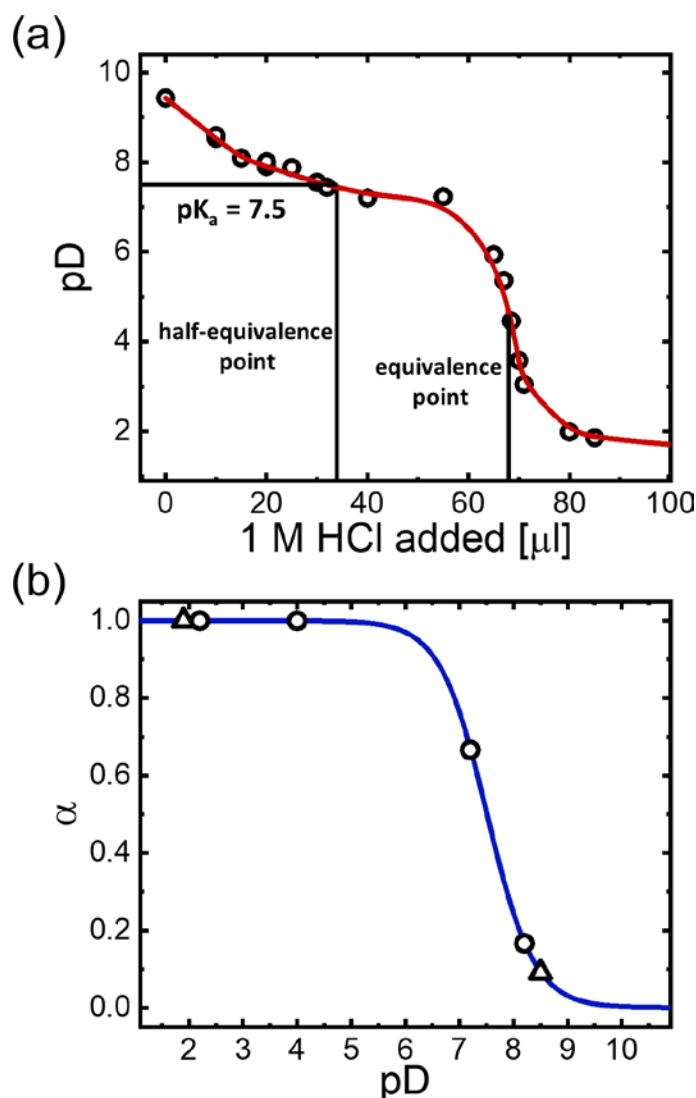 (a)
10
8
6
4
2
pD
pKₐ = 7.5
half-equivalence
point
equivalence
point
0 20 40 60 80 100
1 M HCl added [µl]
(b)
1.0
0.8
0.6
0.4
0.2
0.0
α
2 3 4 5 6 7 8 9 10
pD